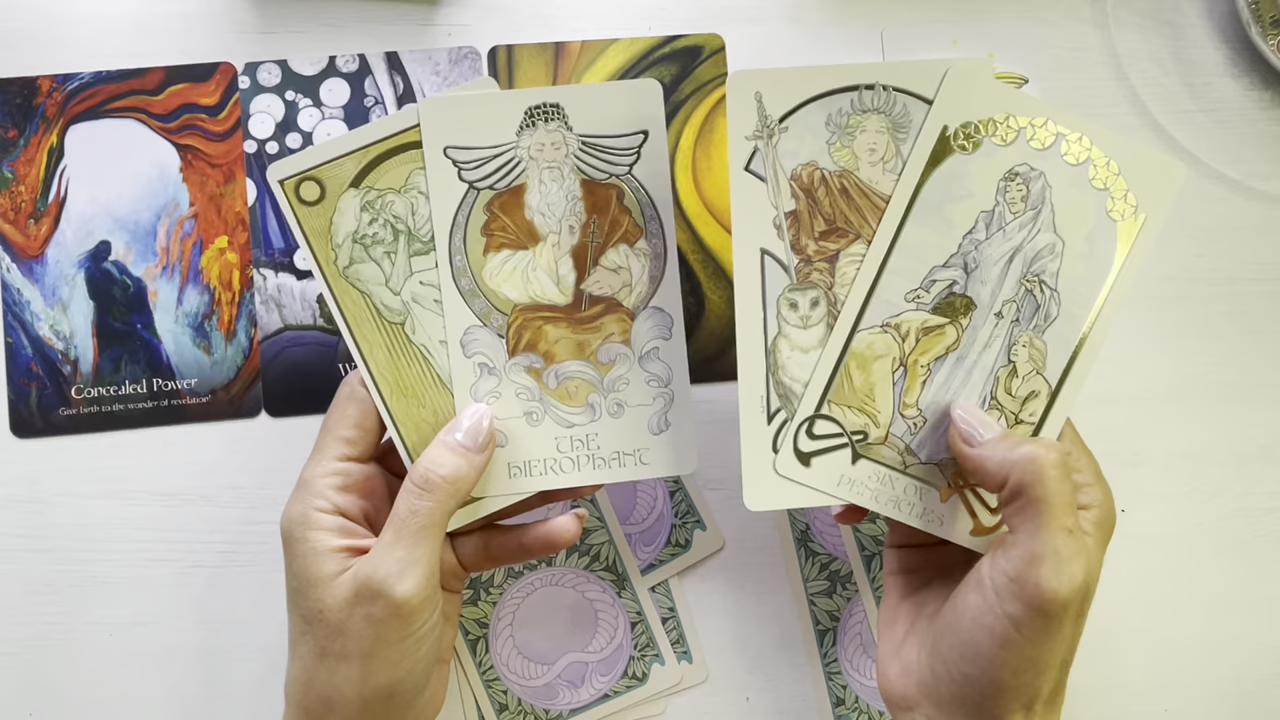 Concealed Power
Give birth to the wonder of revelation!
W
THE
HIEROPHANT
SIX OF
PENTACLES